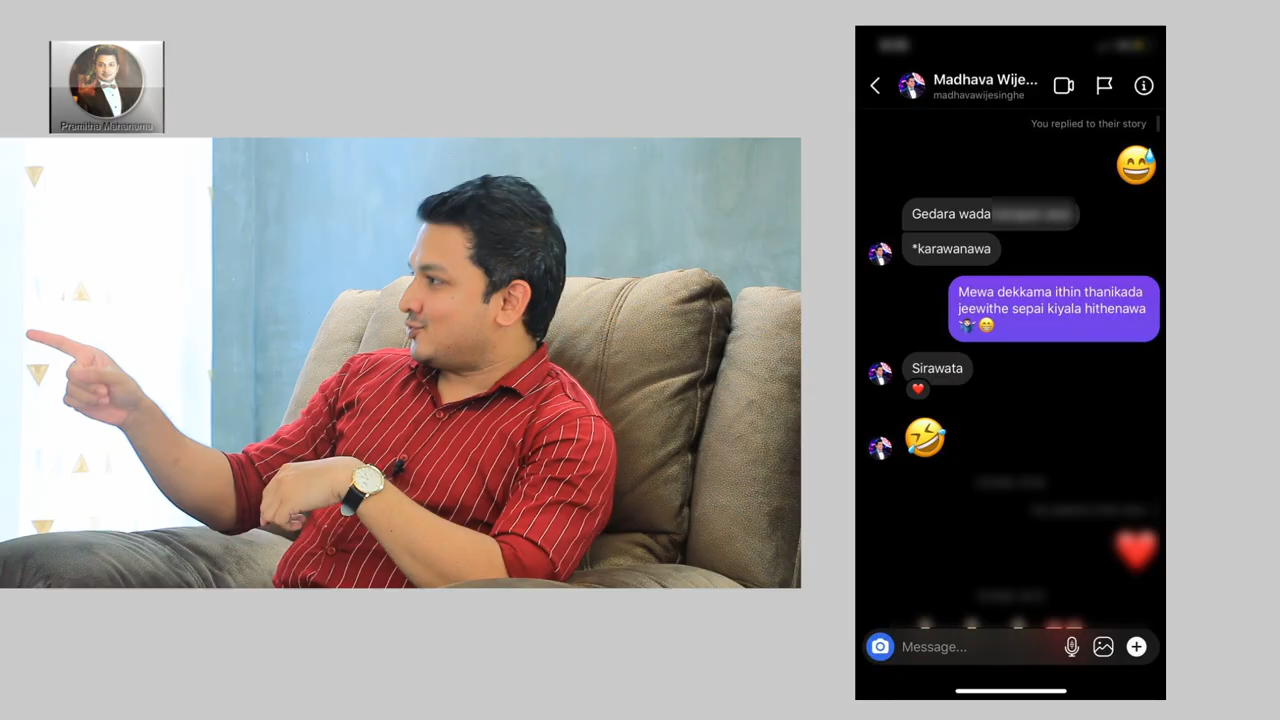 Pramitha Mahanama
Madhava Wije...
madhavawijesinghe
You replied to their story
Gedara wada
*karawanawa
Mewa dekkama ithin thanikada
jeewithe sepai kiyala hithenawa
Sirawata
Message...